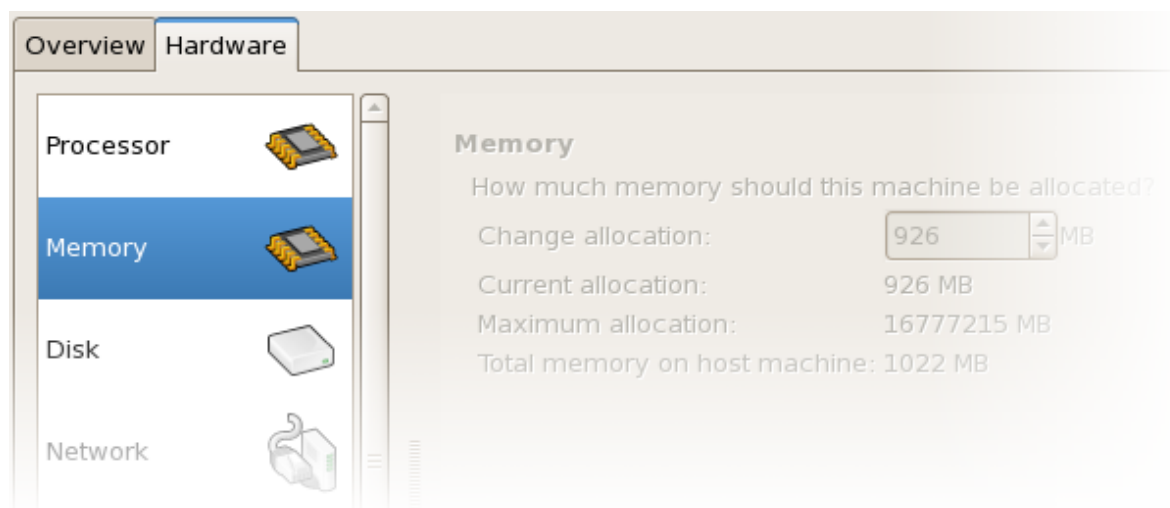 Overview Hardware
Processor
Memory
Disk
Network
Memory
How much memory should this machine be allocated?
Change allocation: 926 MB
Current allocation: 926 MB
Maximum allocation: 16777215 MB
Total memory on host machine: 1022 MB